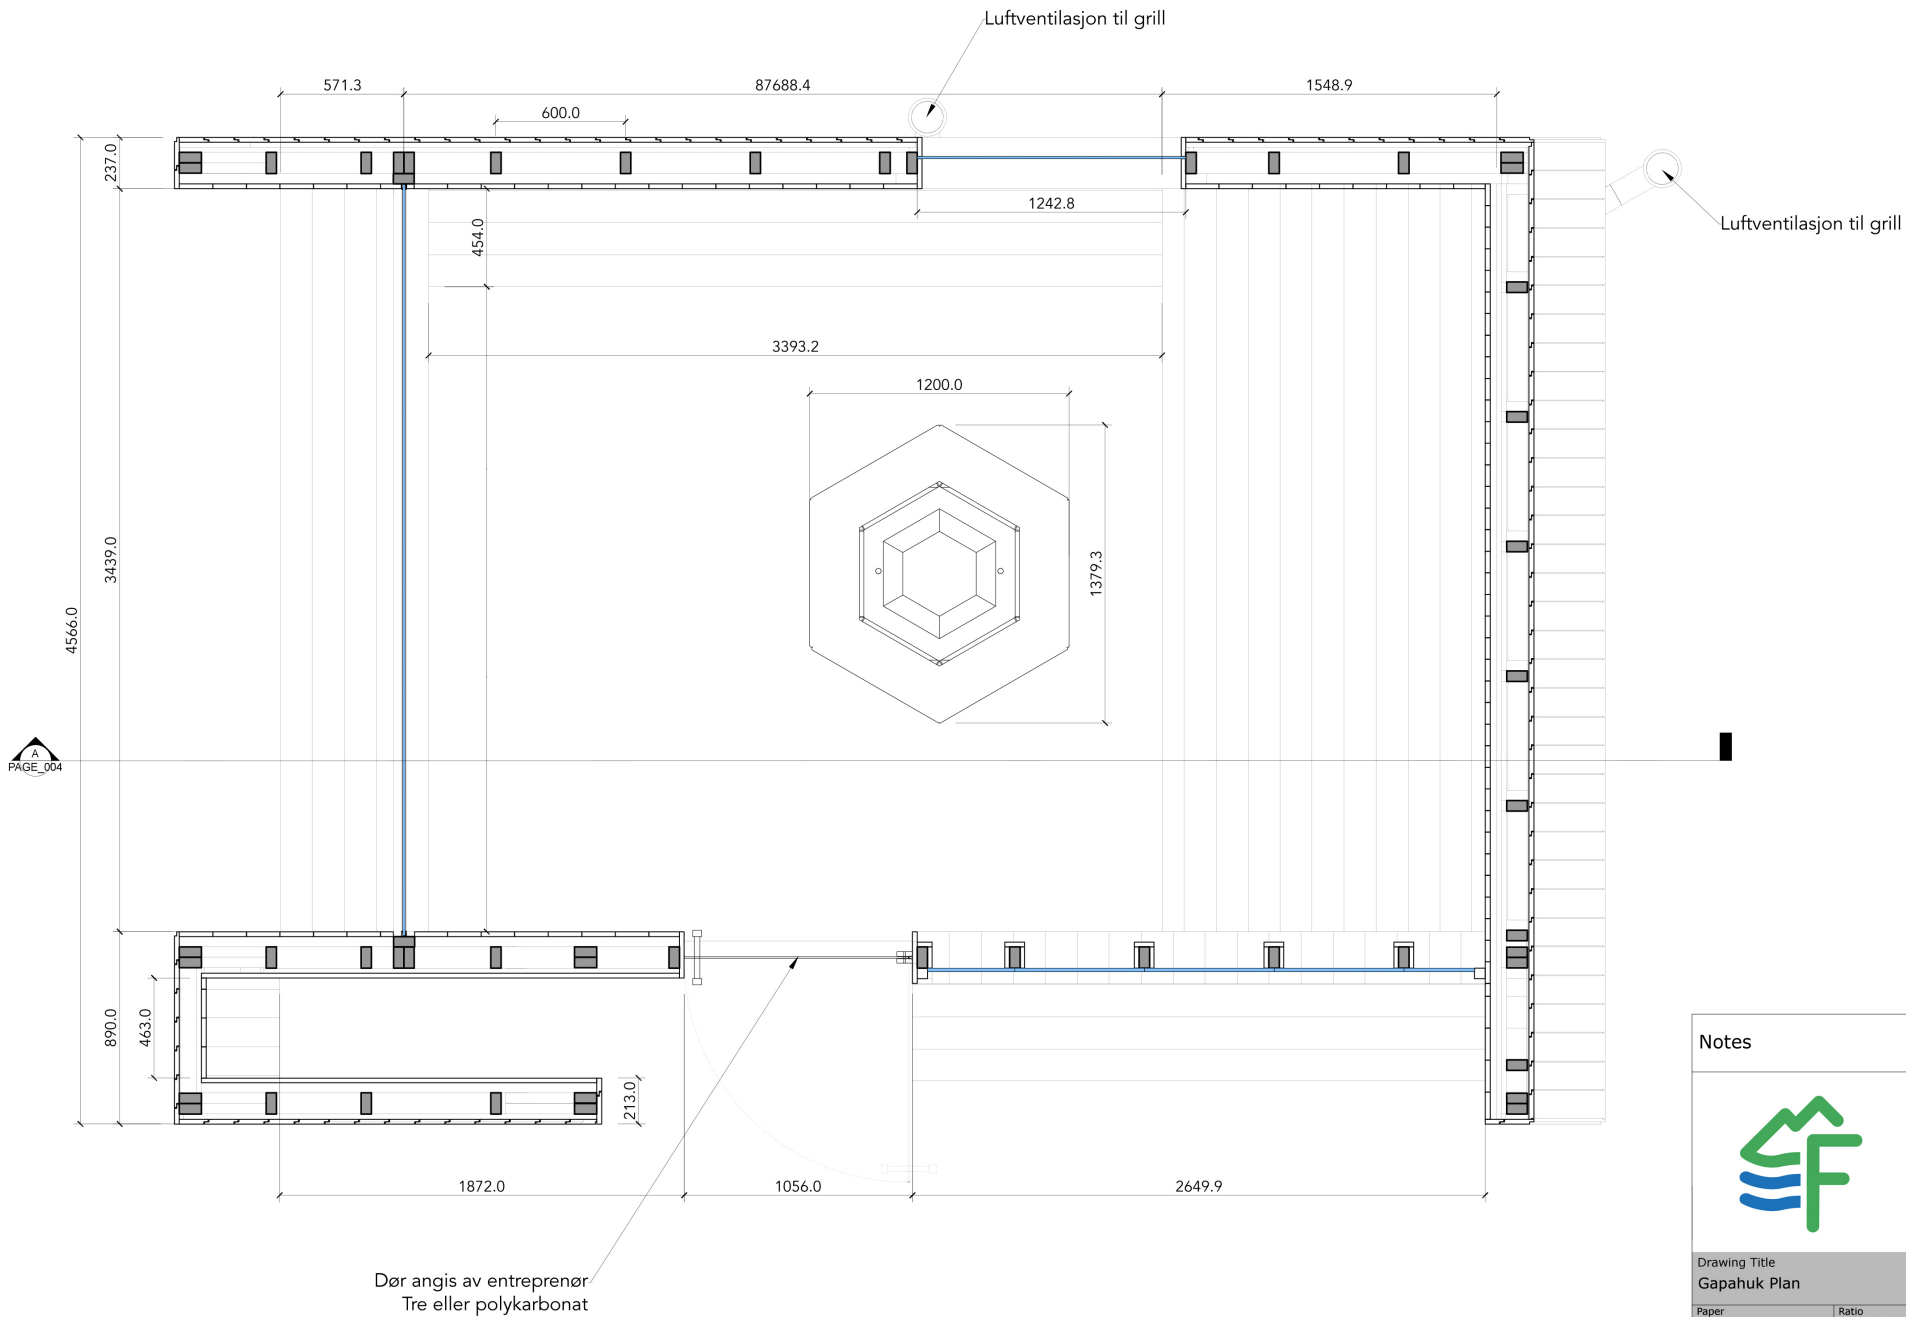 Luftventilasjon til grill
571.3
87688.4
1548.9
600.0
237.0
1242.8
Luftventilasjon til grill
454.0
3393.2
1200.0
1379.3
3439.0
4566.0
A
PAGE_004
890.0
463.0
213.0
1872.0
1056.0
2649.9
Dør angis av entreprenør
Tre eller polykarbonat
Notes
F
Drawing Title
Gapahuk Plan
Paper
Ratio